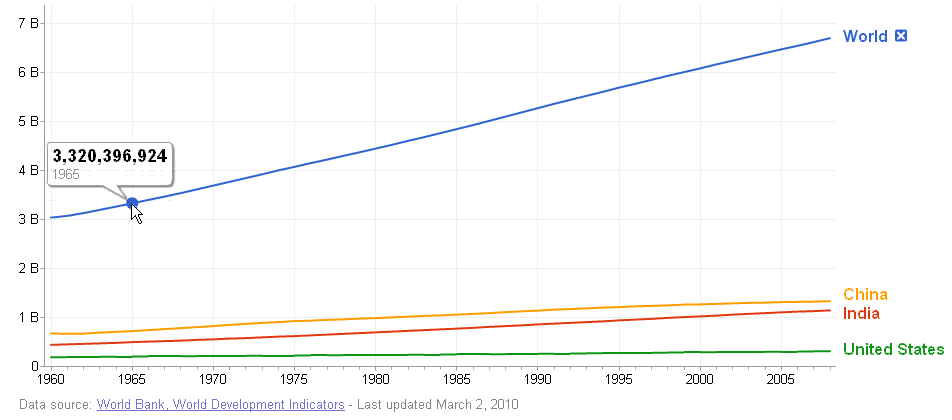 7 B
World
6 B
5 B
4 B
3,320,396,924
1965
3 B
2 B
China
1 B
India
United States
0
1960 1965 1970 1975 1980 1985 1990 1995 2000 2005
Data source: World Bank, World Development Indicators - Last updated March 2, 2010